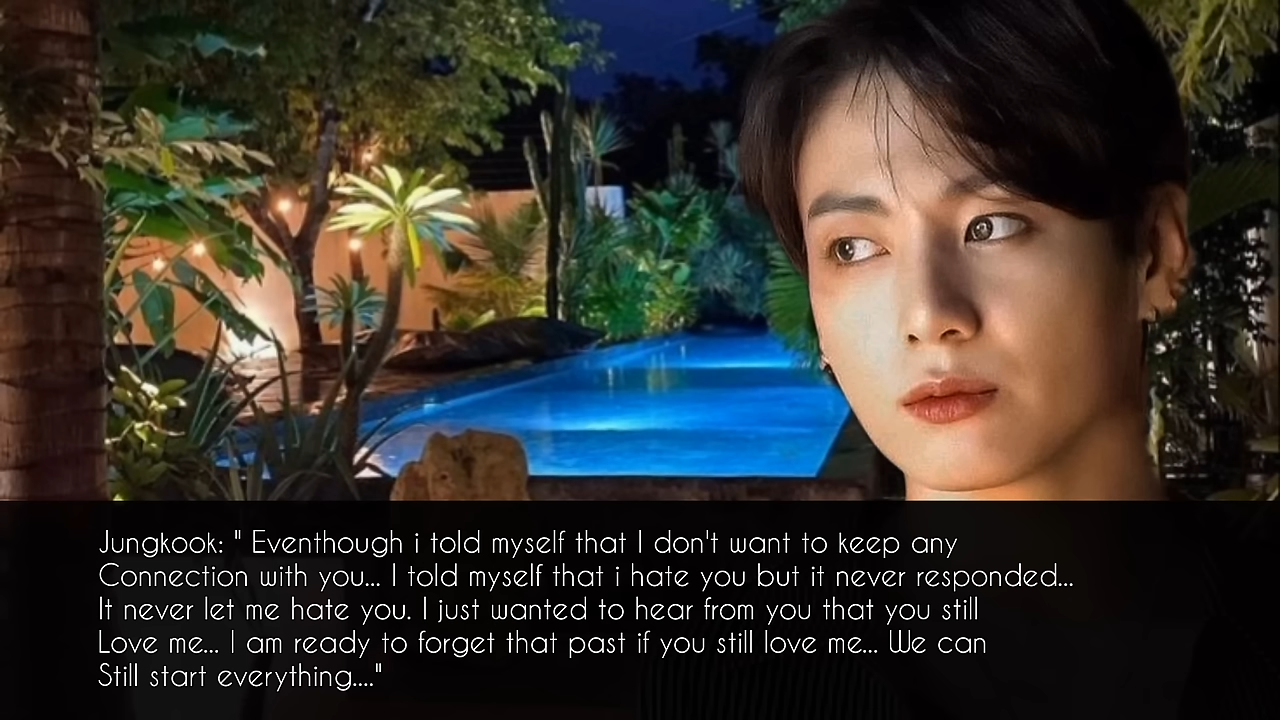 Jungkook: " Eventhough i told myself that I don't want to keep any
Connection with you... I told myself that i hate you but it never responded...
It never let me hate you. I just wanted to hear from you that you still
Love me... I am ready to forget that past if you still love me... We can
Still start everything...."